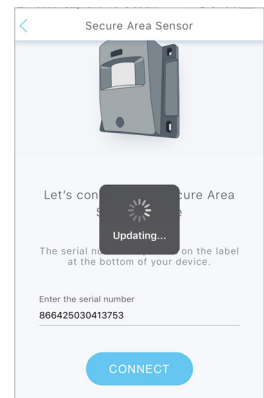 Secure Area Sensor
Let's con cure Area
S e
Updating...
The serial nu on the label
at the bottom of your device.
Enter the serial number
866425030413753
CONNECT